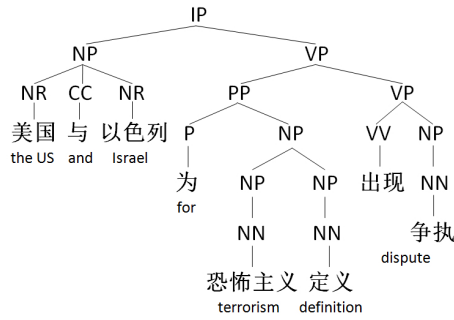 IP
NP VP
NR CC NR PP VP
美国 与 以色列 P NP VV NP
the US and Israel
为 NP NP 出现 NN
for
NN NN 争执
dispute
恐怖主义 定义
terrorism definition